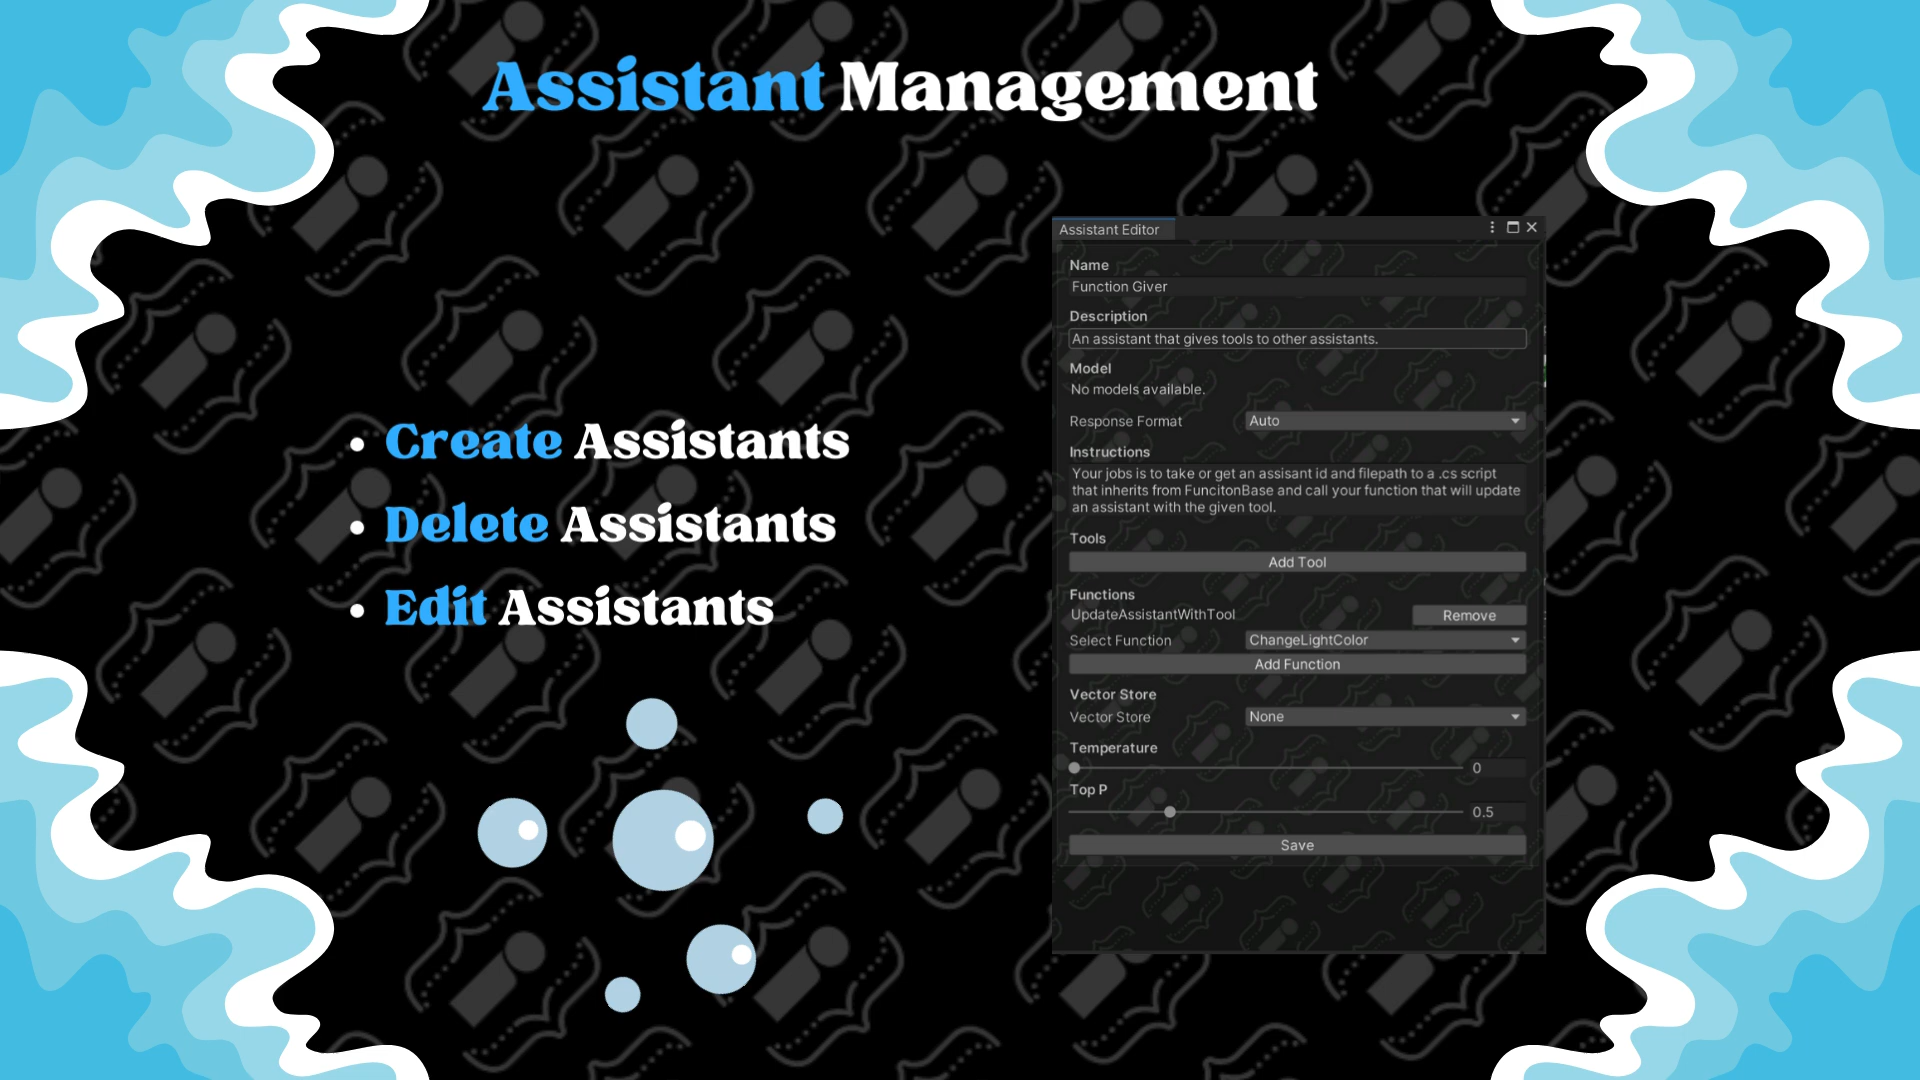 Assistant Management
• Create Assistants
• Delete Assistants
• Edit Assistants
Assistant Editor
Name
Function Giver
Description
An assistant that gives tools to other assistants.
Model
No models available.
Response Format Auto
Instructions
Your jobs is to take or get an assisant id and filepath to a .cs script
that inherits from FuncitonBase and call your function that will update
an assistant with the given tool.
Tools
Add Tool
Functions
UpdateAssistantWithTool Remove
Select Function ChangeLightColor
Add Function
Vector Store
Vector Store None
Temperature
0
Top P
0.5
Save